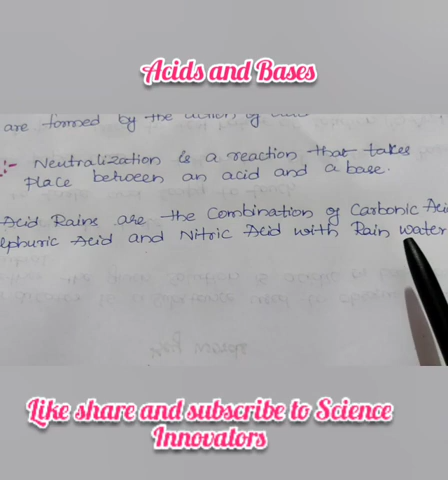 Acids and Bases
are formed by the action of
:- Neutralization is a reaction that takes
place between an acid and a base.
Acid Rains are the Combination of Carbonic Aci
lphuric Acid and Nitric Acid with Rain water
Like share and subscribe to Science
Innovators